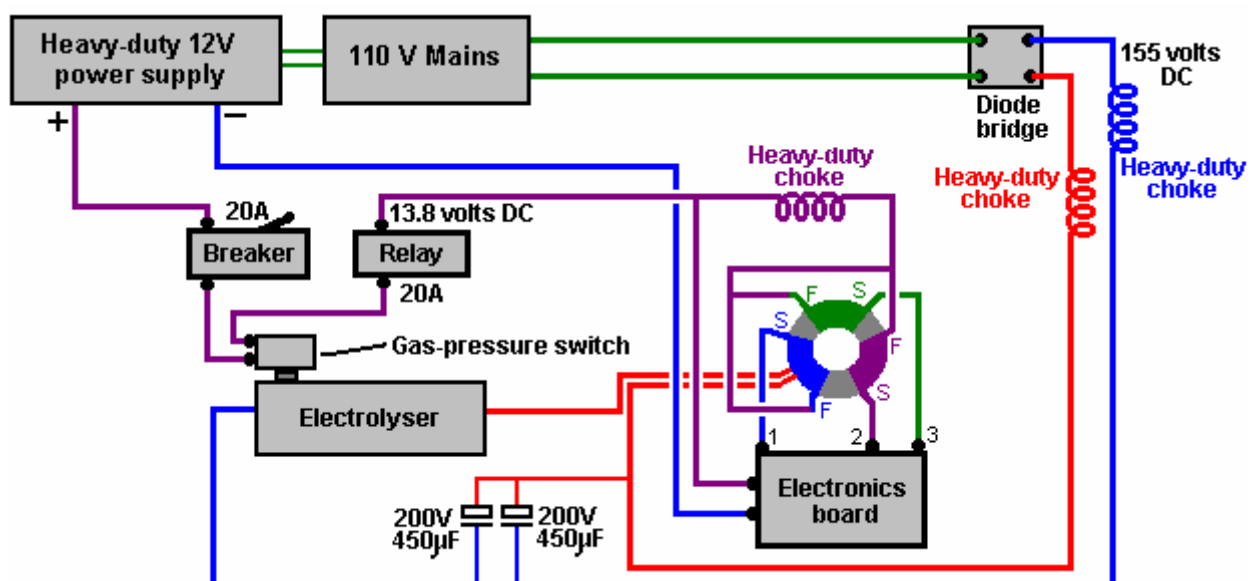 Heavy-duty 12V
power supply
110 V Mains
155 volts
DC
Diode
bridge
+
−
Heavy-duty
choke
Heavy-duty
choke
Heavy-duty
choke
20A
13.8 volts DC
Breaker
Relay
20A
F
S
S
F
Gas-pressure switch
S
F
Electrolyser
1
2
3
Electronics
board
200V
450µF
200V
450µF